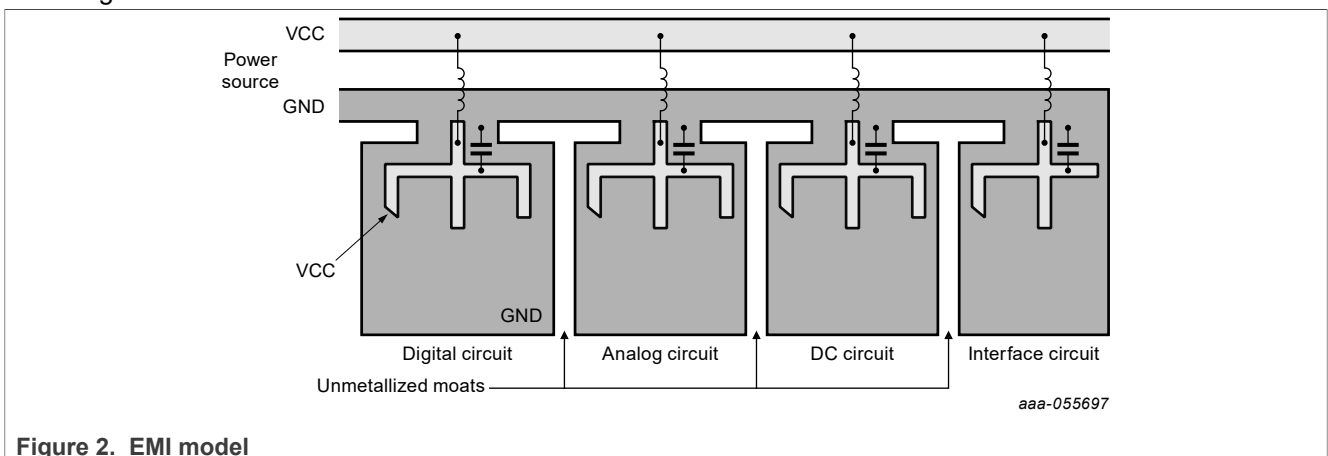 VCC
Power
source
GND
VCC
GND
Digital circuit
Analog circuit
DC circuit
Interface circuit
Unmetallized moats
aaa-055697
Figure 2. EMI model